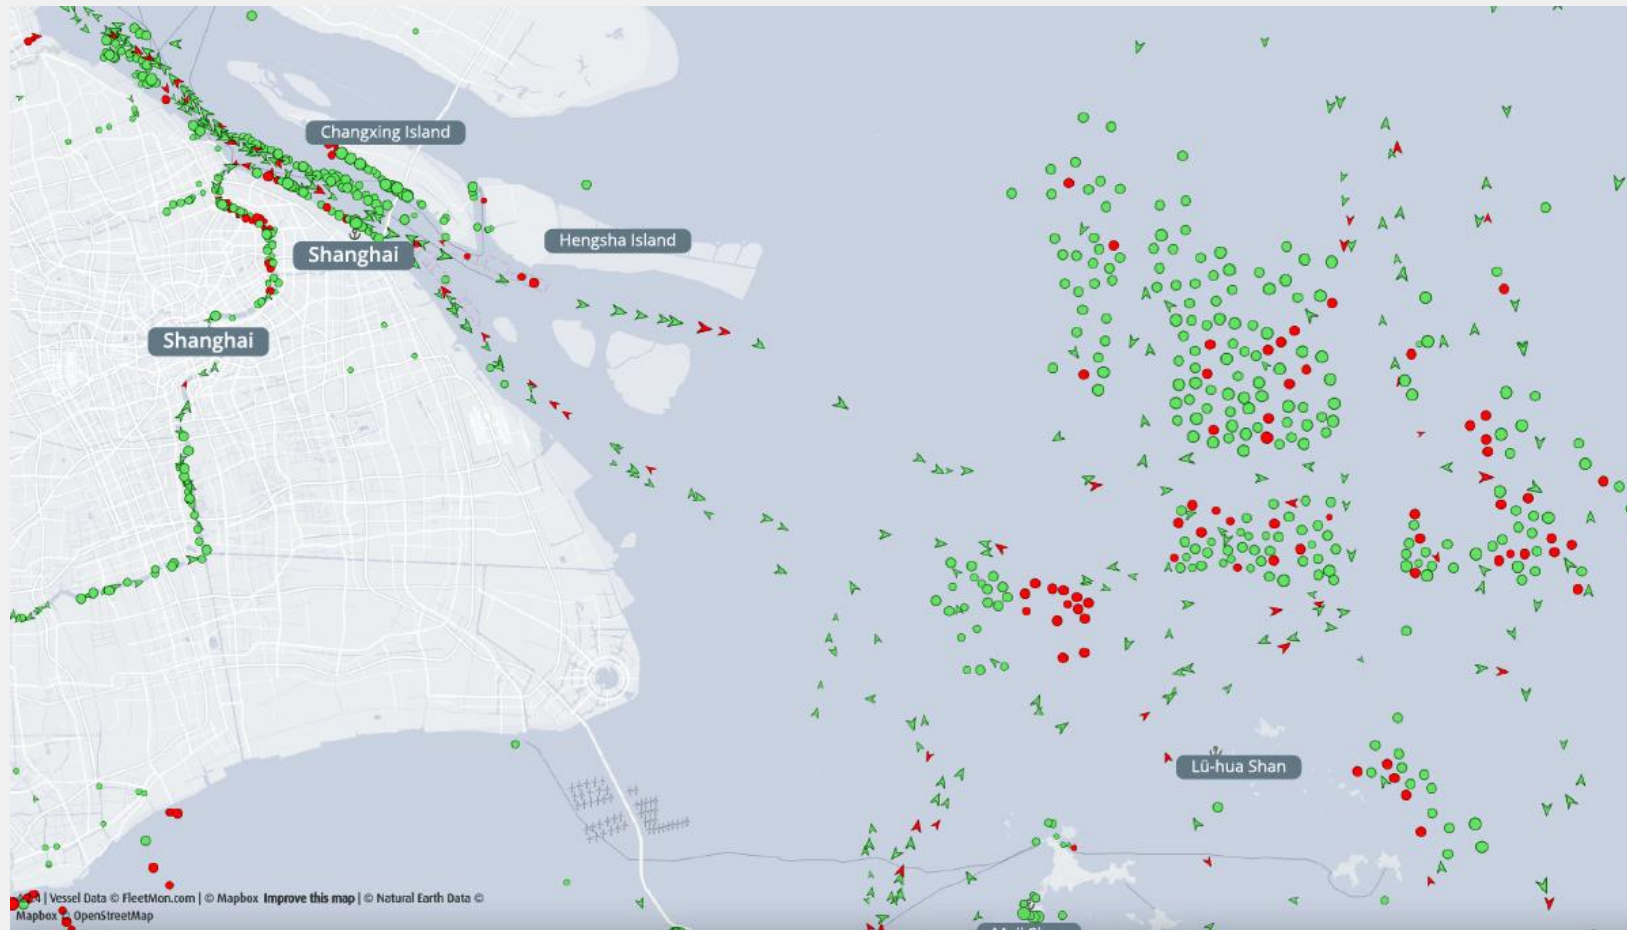 Changxing Island
Hengsha Island
Shanghai
Shanghai
Lü-hua Shan
| Vessel Data © FleetMon.com | © Mapbox Improve this map | © Natural Earth Data ©
Mapbox © OpenStreetMap